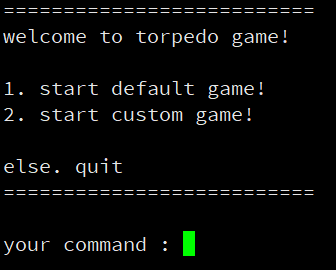 ==========================
welcome to torpedo game!
1. start default game!
2. start custom game!
else. quit
==========================
your command :